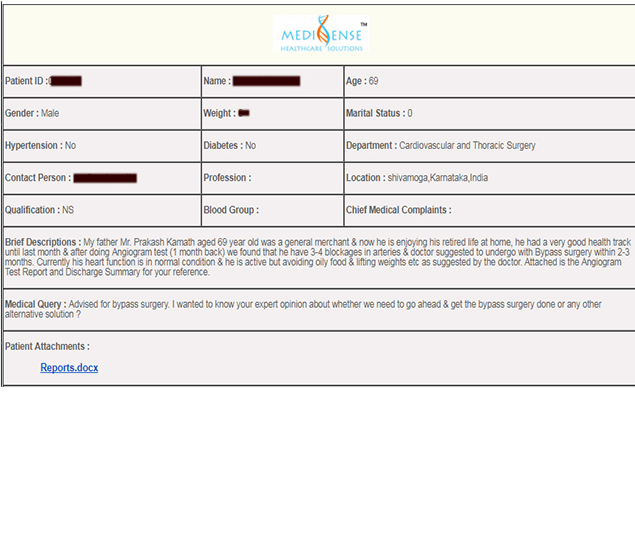 MEDISENSE ™
HEALTHCARE SOLUTIONS
Patient ID :
Name :
Age : 69
Gender : Male
Weight :
Marital Status : 0
Hypertension : No
Diabetes : No
Department : Cardiovascular and Thoracic Surgery
Contact Person :
Profession :
Location : shivamoga,Karnataka,India
Qualification : NS
Blood Group :
Chief Medical Complaints :
Brief Descriptions : My father Mr. Prakash Kamath aged 69 year old was a general merchant & now he is enjoying his retired life at home, he had a very good health track
until last month & after doing Angiogram test (1 month back) we found that he have 3-4 blockages in arteries & doctor suggested to undergo with Bypass surgery within 2-3
months. Currently his heart function is in normal condition & he is active but avoiding oily food & lifting weights etc as suggested by the doctor. Attached is the Angiogram
Test Report and Discharge Summary for your reference.
Medical Query : Advised for bypass surgery. I wanted to know your expert opinion about whether we need to go ahead & get the bypass surgery done or any other
alternative solution ?
Patient Attachments :
Reports.docx